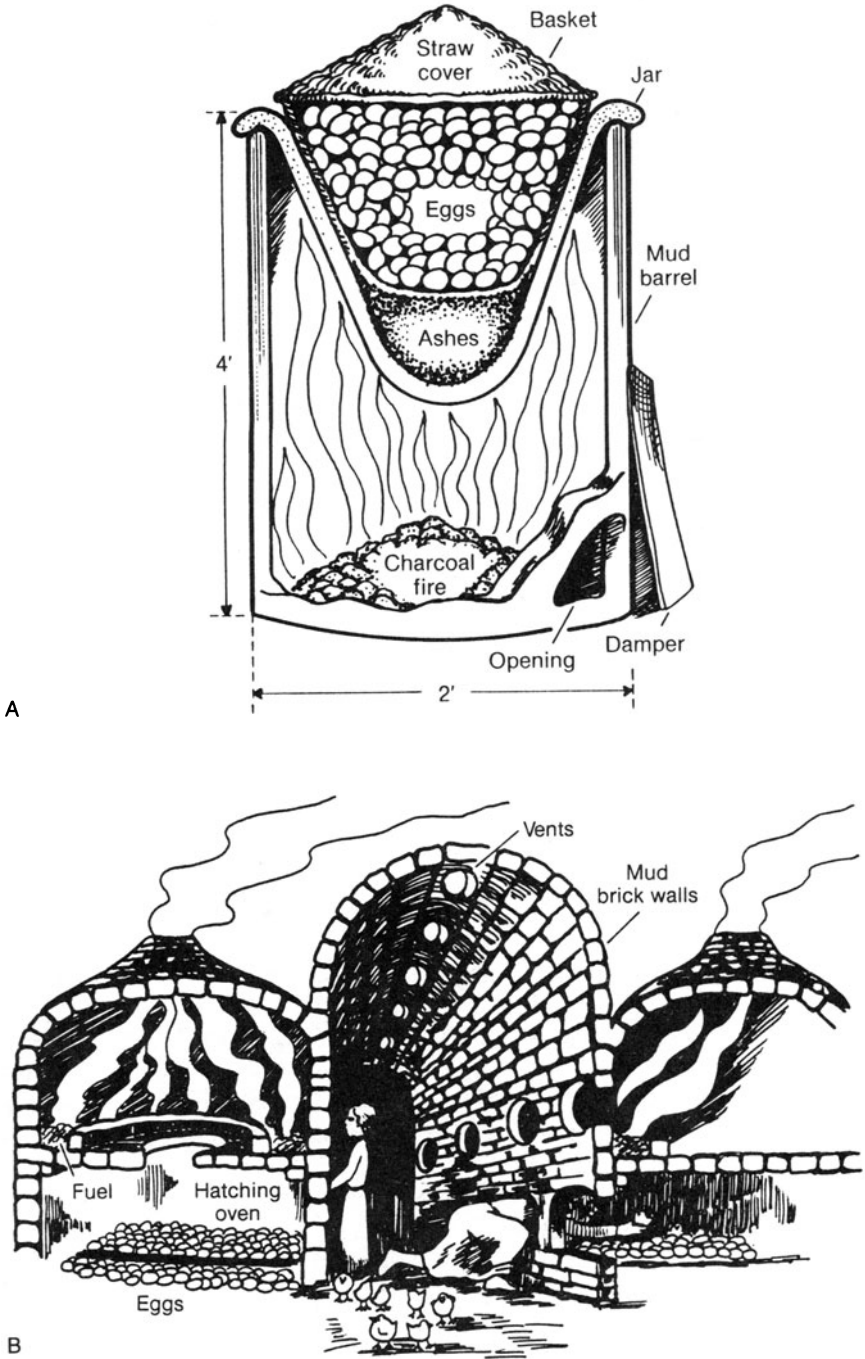 Basket
Straw
cover
Jar
Eggs
Mud
barrel
Ashes
4'
Charcoal
fire
Damper
Opening
2'
A
Vents
Mud
brick walls
Fuel
Hatching
oven
Eggs
B